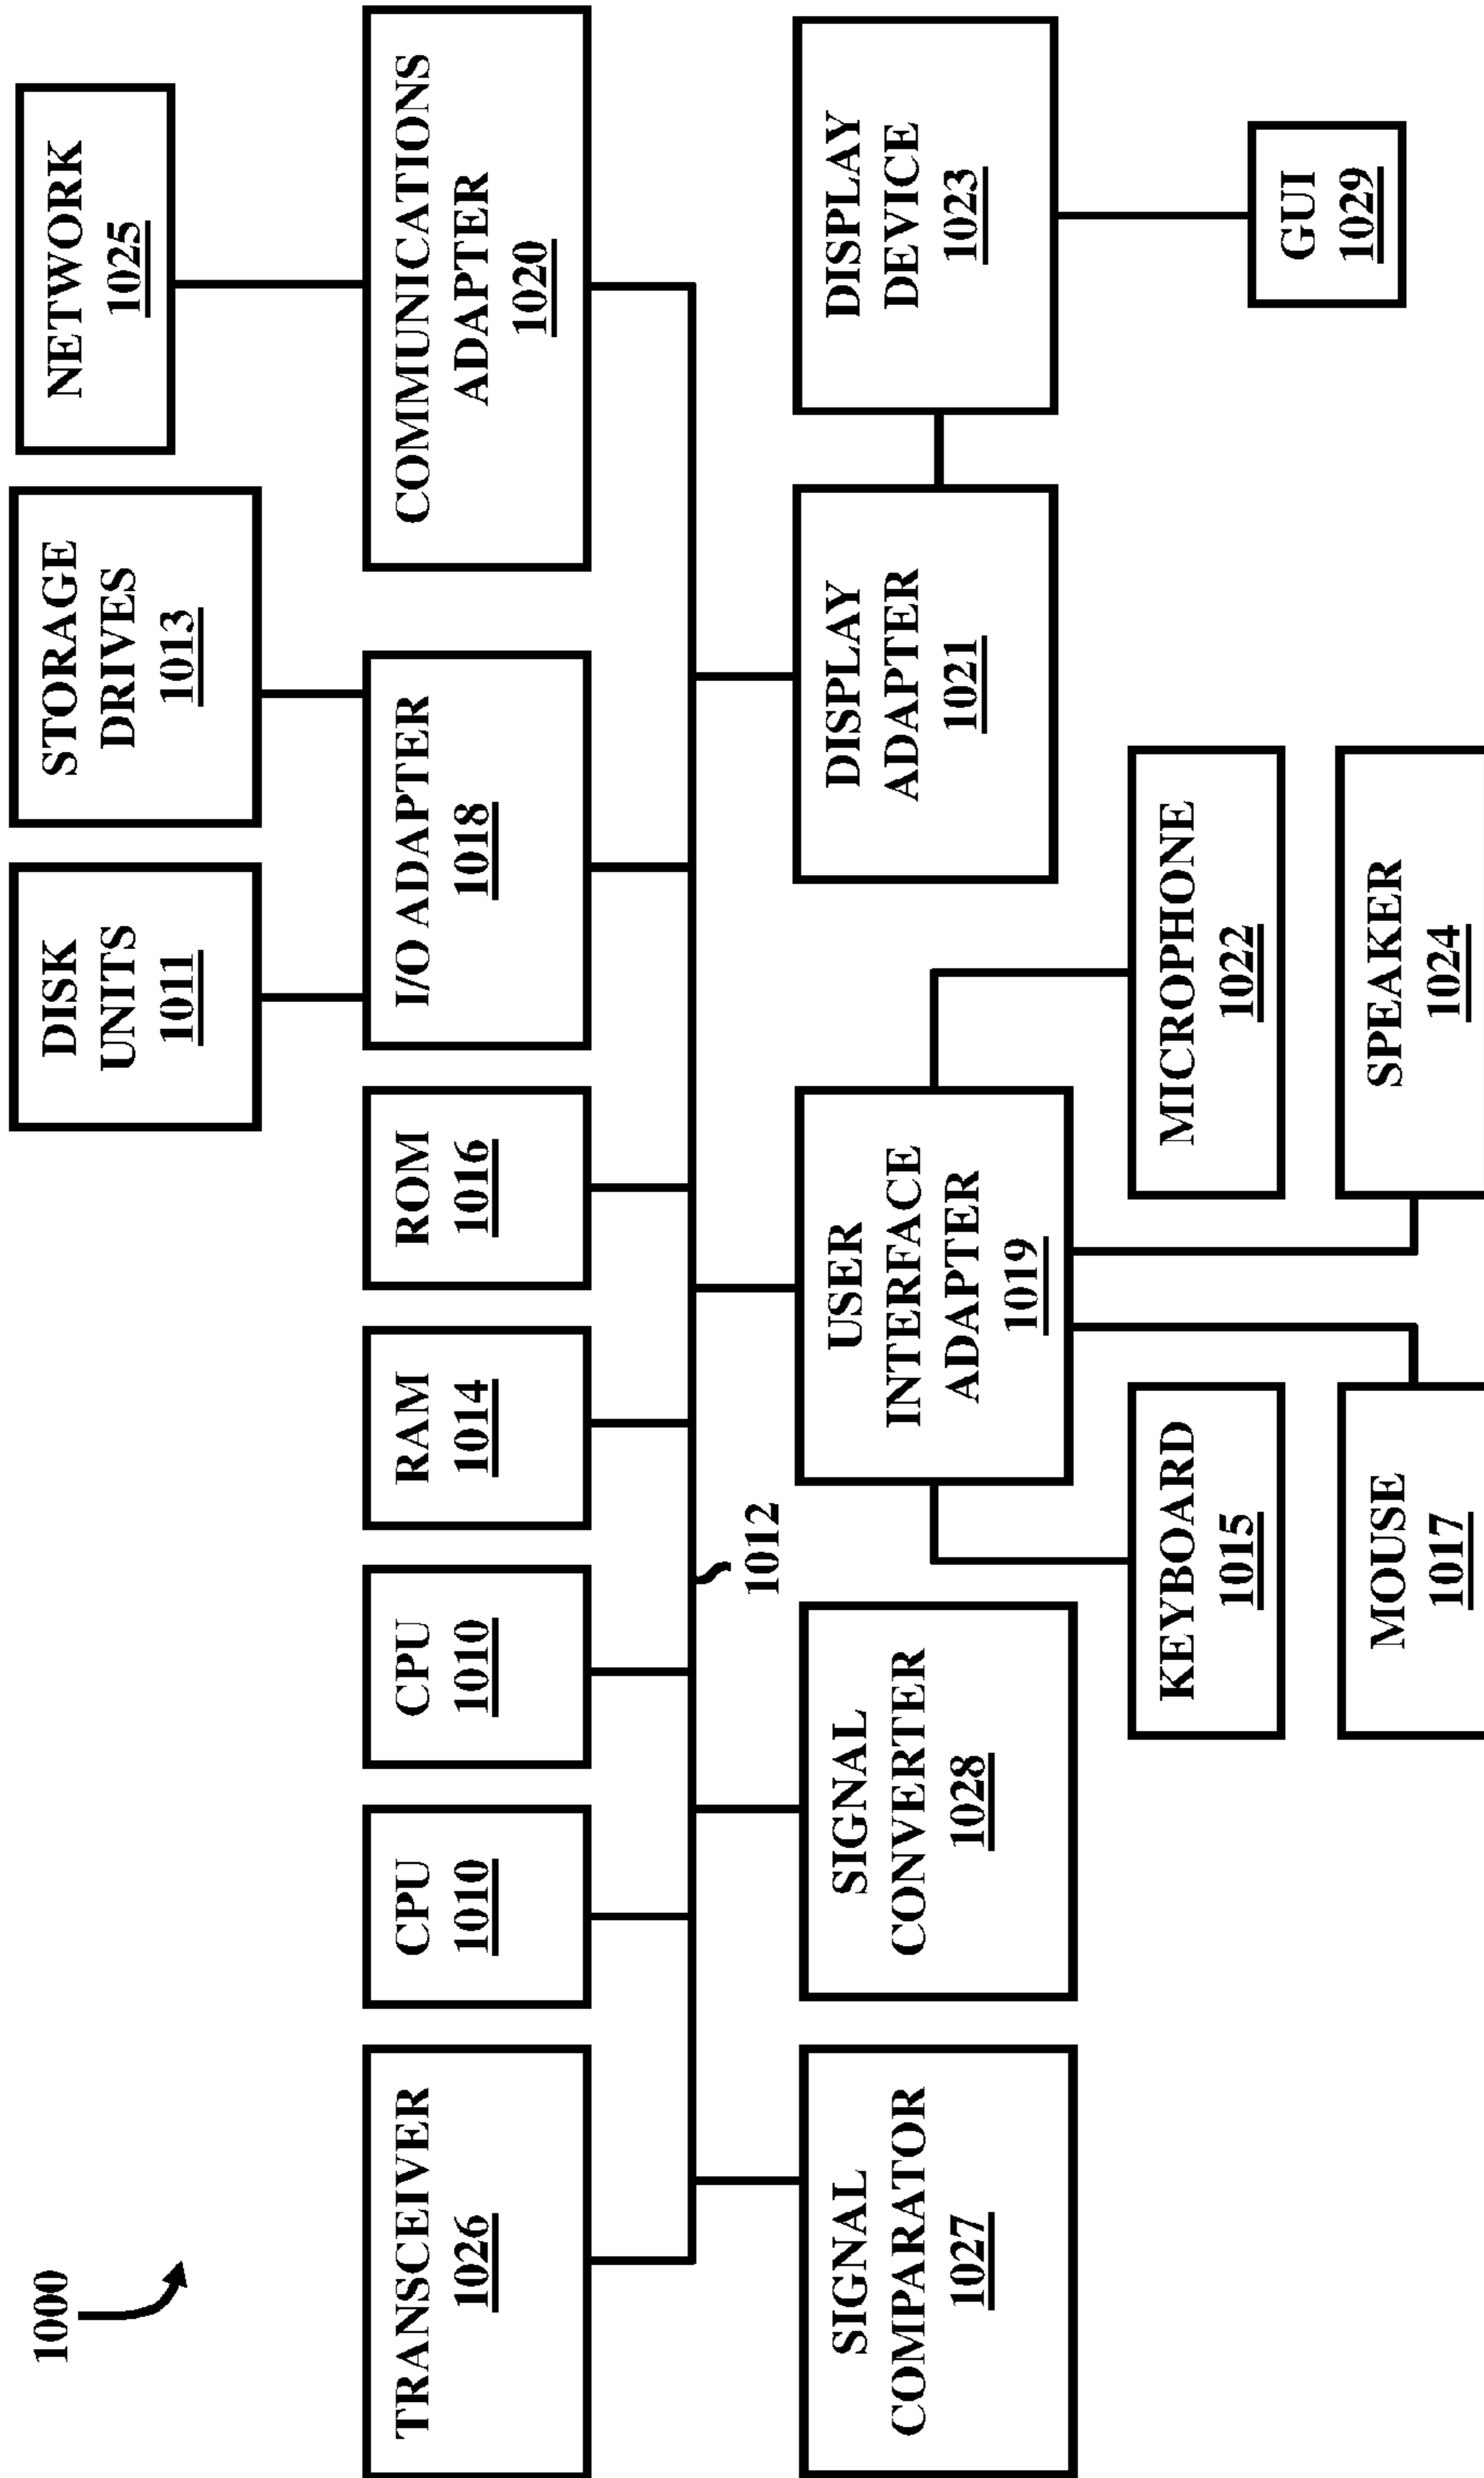 1000
DISK
UNITS
1011
STORAGE
DRIVES
1013
NETWORK
1025
TRANSCEIVER
1026
CPU
1010
CPU
1010
RAM
1014
ROM
1016
I/O ADAPTER
1018
COMMUNICATIONS
ADAPTER
1020
1012
SIGNAL
COMPARATOR
1027
SIGNAL
CONVERTER
1028
USER
INTERFACE
ADAPTER
1019
DISPLAY
ADAPTER
1021
DISPLAY
DEVICE
1023
KEYBOARD
1015
MICROPHONE
1022
GUI
1029
MOUSE
1017
SPEAKER
1024